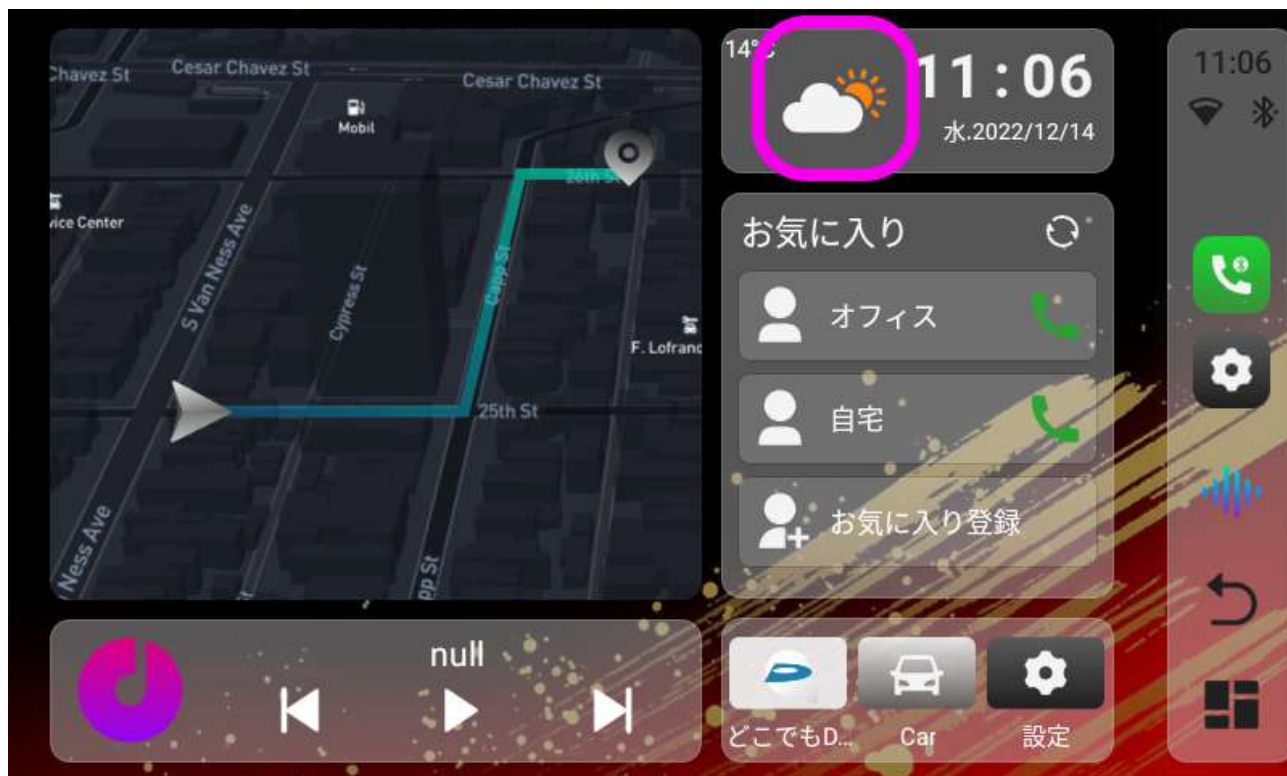 Chavez St
Cesar Chavez St
Cesar Chavez St
Mobil
26th St
vice Center
S Van Ness Ave
Cypress St
Capp St
F. Lofranc
25th St
Ness Ave
pp St
14°C
11:06
水.2022/12/14
お気に入り
オフィス
自宅
お気に入り登録
null
どこでもD...
Car
設定
11:06